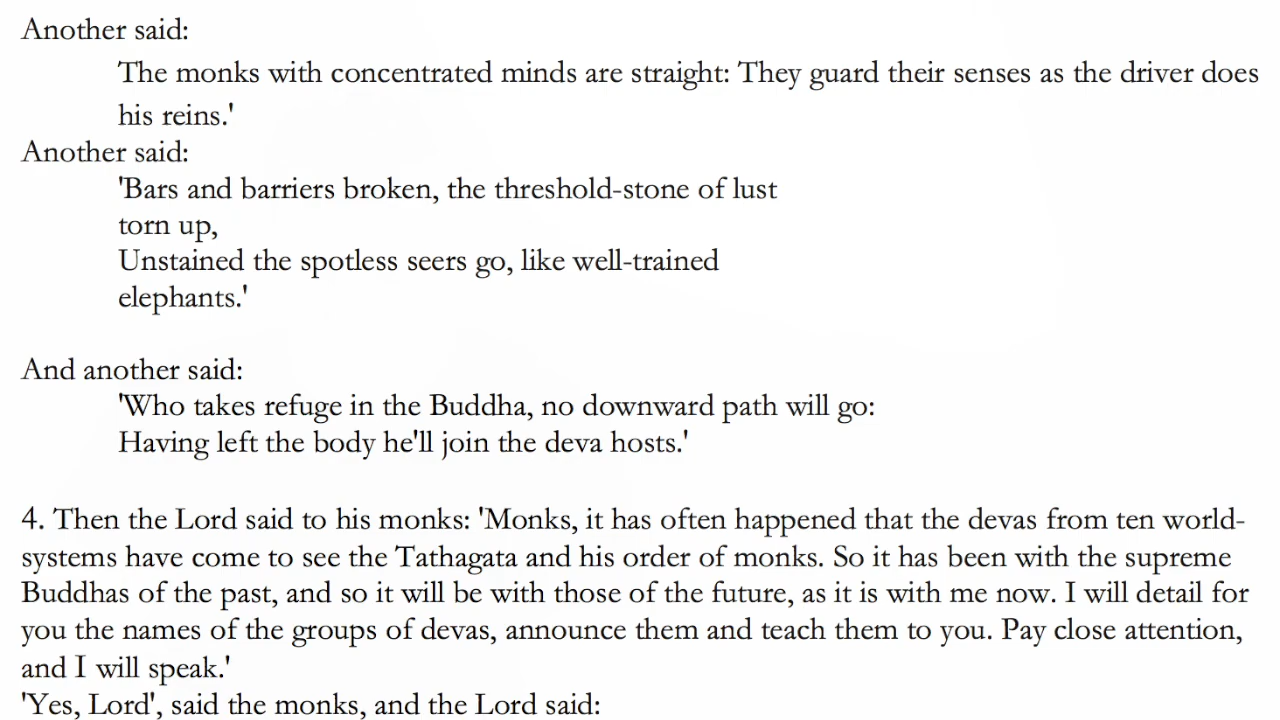 Another said:
The monks with concentrated minds are straight: They guard their senses as the driver does
his reins.'
Another said:
'Bars and barriers broken, the threshold-stone of lust
torn up,
Unstained the spotless seers go, like well-trained
elephants.'
And another said:
'Who takes refuge in the Buddha, no downward path will go:
Having left the body he'll join the deva hosts.'
4. Then the Lord said to his monks: 'Monks, it has often happened that the devas from ten world-
systems have come to see the Tathagata and his order of monks. So it has been with the supreme
Buddhas of the past, and so it will be with those of the future, as it is with me now. I will detail for
you the names of the groups of devas, announce them and teach them to you. Pay close attention,
and I will speak.'
'Yes, Lord', said the monks, and the Lord said: